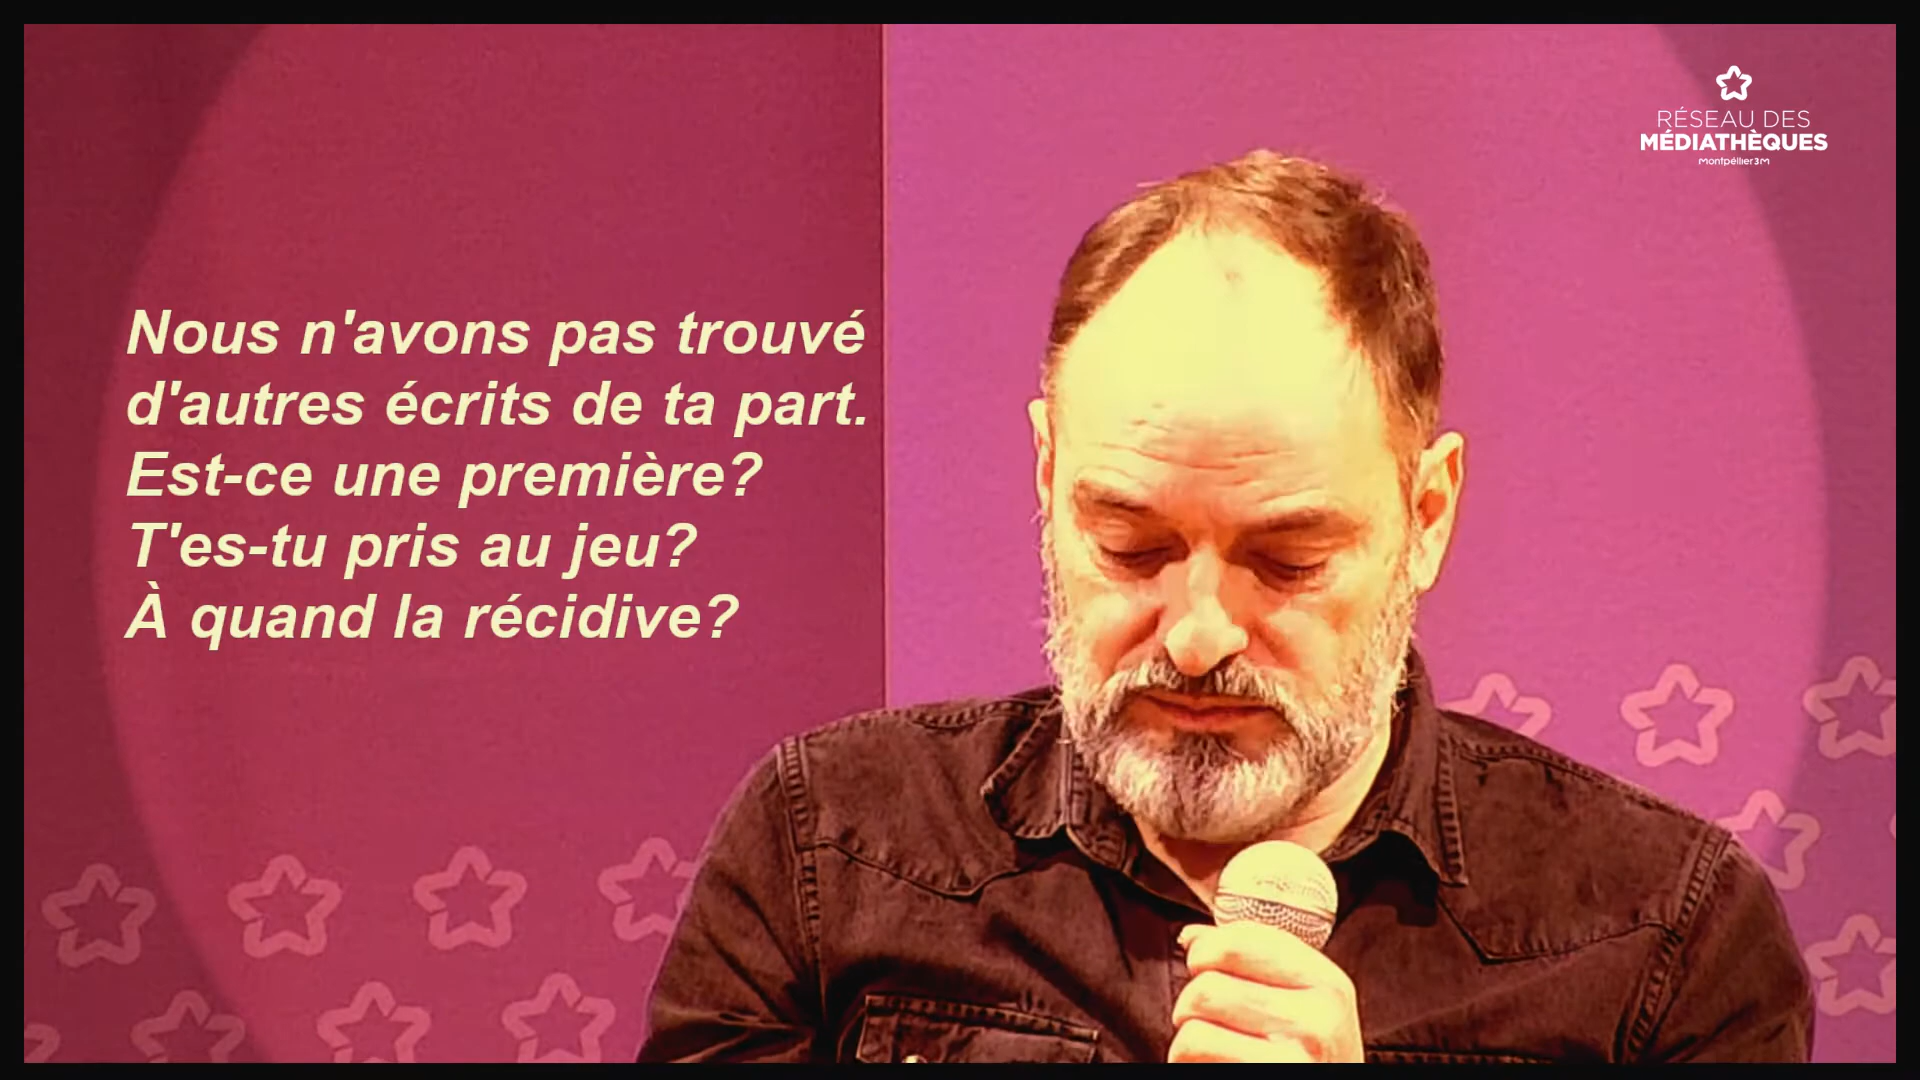 RÉSEAU DES
MÉDIATHÈQUES
montpellier3m
Nous n'avons pas trouvé
d'autres écrits de ta part.
Est-ce une première?
T'es-tu pris au jeu?
À quand la récidive?